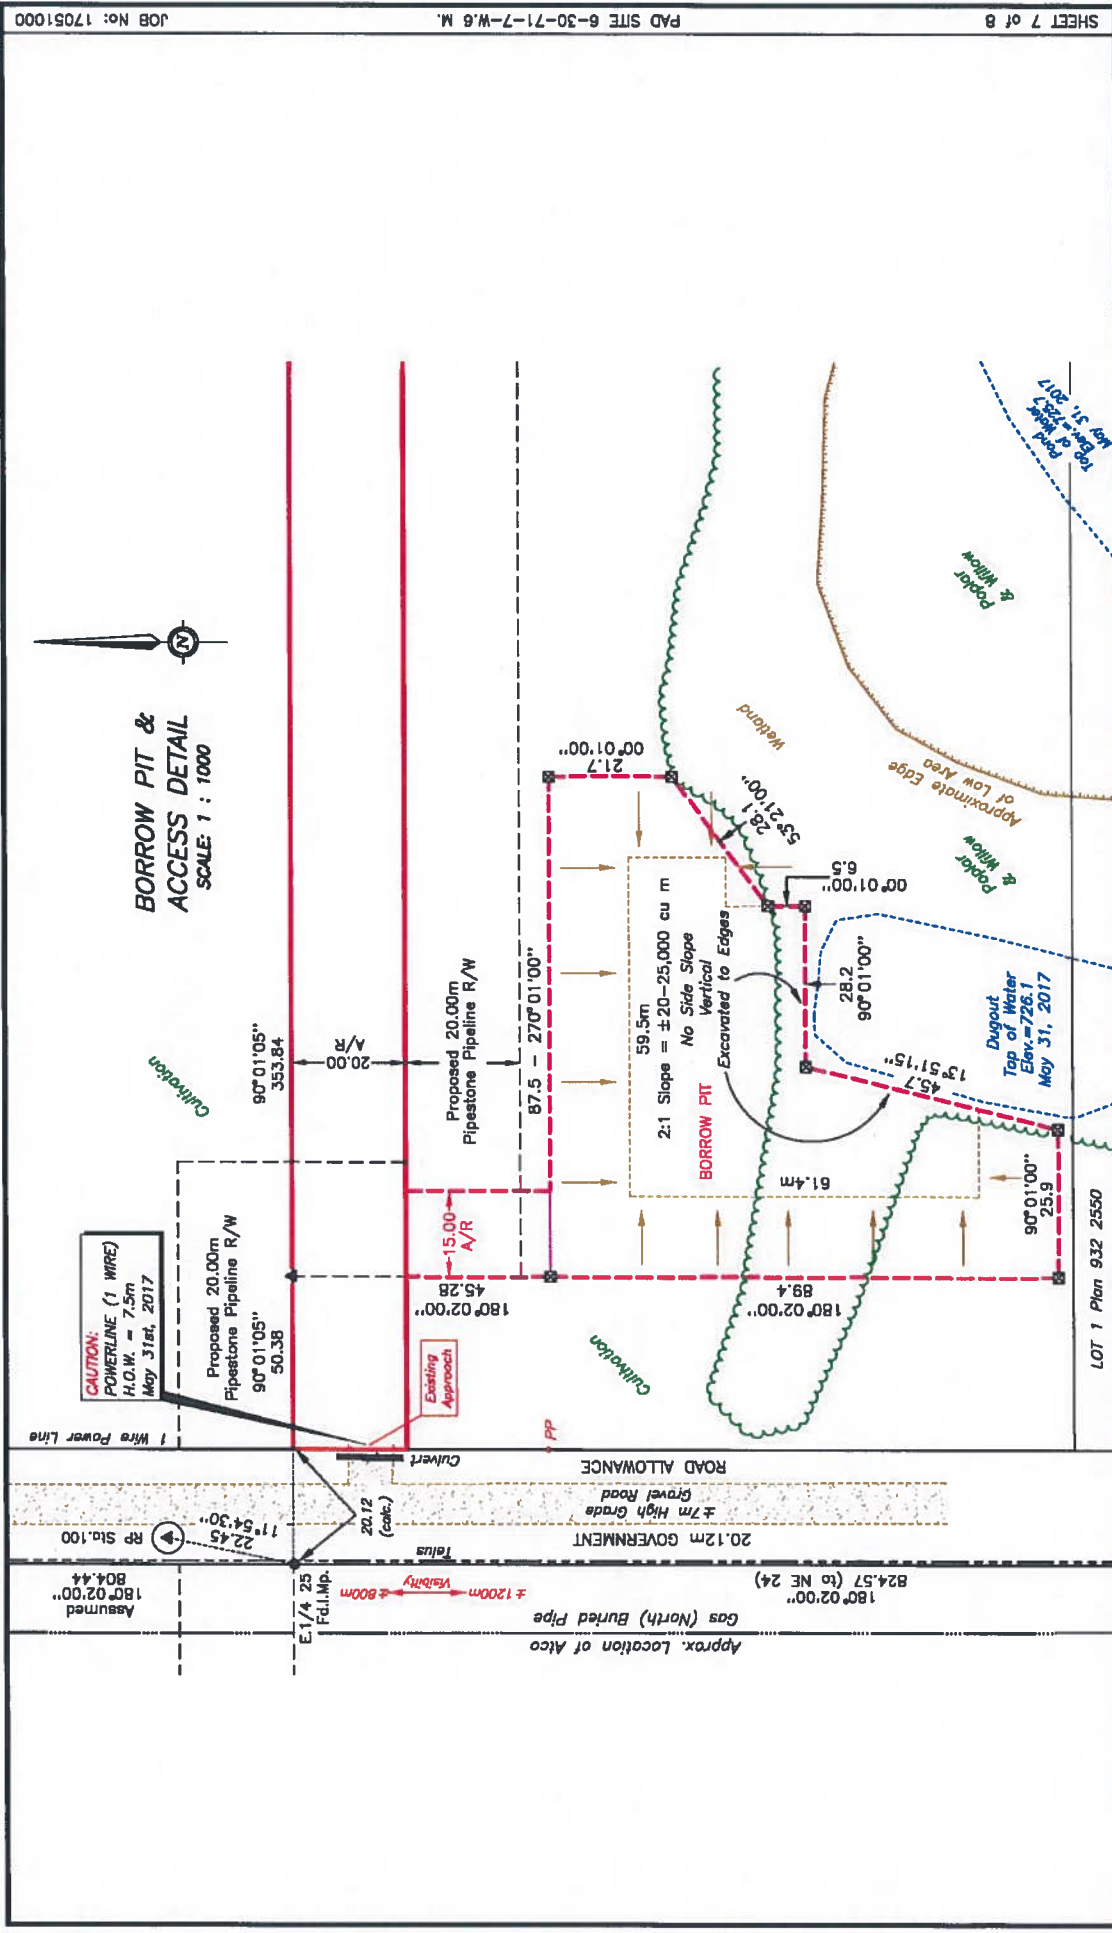 SHEET 7 of 8
PAD SITE 6-30-71-7-W.6 M.
JOB No: 17051000
BORROW PIT &
ACCESS DETAIL
SCALE: 1 : 1000
N
CAUTION:
POWERLINE (1 WIRE)
H.O.W. = 7.5m
May 31st, 2017
1 Wire Power Line
Proposed 20.00m
Pipestone Pipeline R/W
90°01'05"
50.38
Cultivation
90°01'05"
353.84
20.00
A/R
Proposed 20.00m
Pipestone Pipeline R/W
87.5 - 270°01'00"
Existing
Approach
Culvert
PP
15.00
A/R
180°02'00"
45.28
180°02'00"
89.4
Cultivation
59.5m
2:1 Slope = ±20-25,000 cu m
No Side Slope
Vertical
Excavated to Edges
BORROW PIT
61.4m
00°01'00"
21.7
28.1
53°21'00"
00°01'00"
6.5
28.2
90°01'00"
45.7
13°51'15"
90°01'00"
25.9
Wetland
Approximate Edge
of Low Area
Poplar
& Willow
Poplar
& Willow
Dugout
Top of Water
Elev.=726.1
May 31, 2017
Pond
Top of Water
Elev.=725.7
May 31, 2017
LOT 1 Plan 932 2550
ROAD ALLOWANCE
±7m High Grade
Gravel Road
20.12m GOVERNMENT
Telus
20.12
(calc.)
RP Sta.100
22.45
11°54'30"
Assumed
180°02'00"
804.44
E.1/4 25
Fd.I.Mp.
±800m
Visibility
±1200m
180°02'00"
824.57 (to NE 24)
Approx. Location of Atco
Gas (North) Buried Pipe